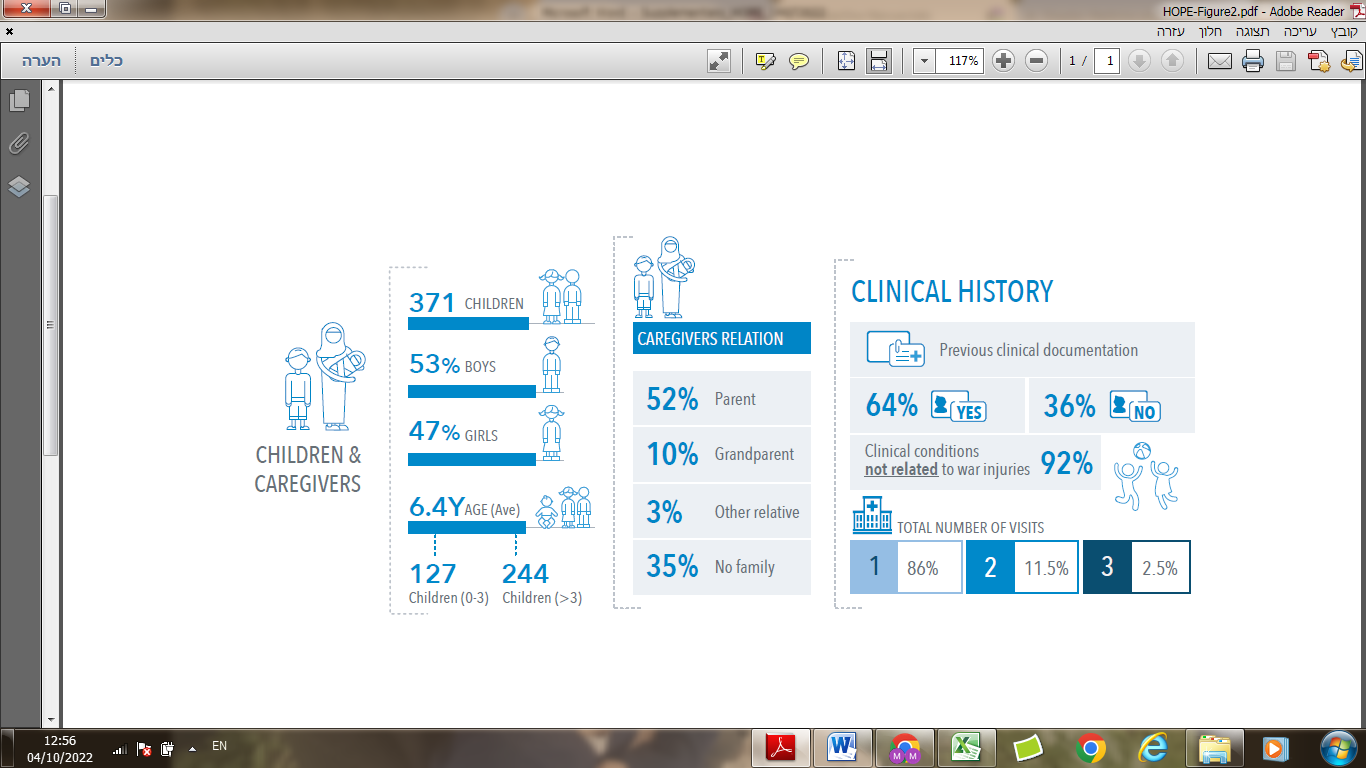 HOPE-Figure2.pdf - Adobe Reader
קובץ עריכה תצוגה חלון עזרה
הערה כלים
117%
1 / 1
371 CHILDREN
53% BOYS
47% GIRLS
6.4Y AGE (Ave)
127
Children (0-3)
244
Children (>3)
CHILDREN &
CAREGIVERS
CAREGIVERS RELATION
52% Parent
10% Grandparent
3% Other relative
35% No family
CLINICAL HISTORY
Previous clinical documentation
64% YES
36% NO
Clinical conditions
not related to war injuries 92%
TOTAL NUMBER OF VISITS
1 86%
2 11.5%
3 2.5%
12:56
04/10/2022
EN